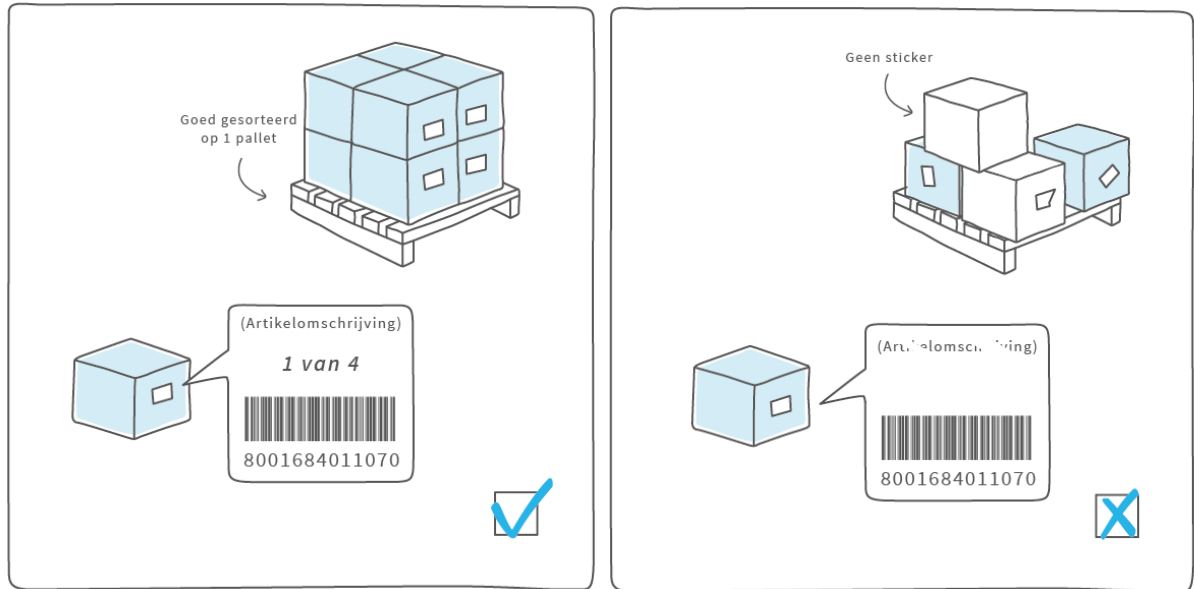 Goed gesorteerd
op 1 pallet
(Artikelomschrijving)
1 van 4
8001684011070
Geen sticker
8001684011070